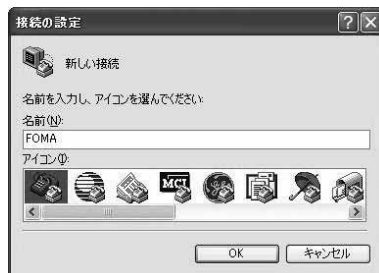 接続の設定
新しい接続
名前を入力し、アイコンを選んでください:
名前(N):
FOMA
アイコン(I):
MCI
OK
キャンセル